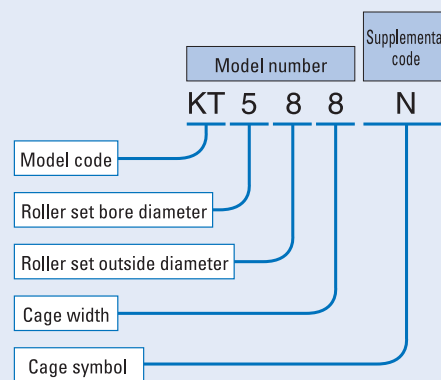 Model number
Supplementa
code
KT 5 8 8 N
Model code
Roller set bore diameter
Roller set outside diameter
Cage width
Cage symbol